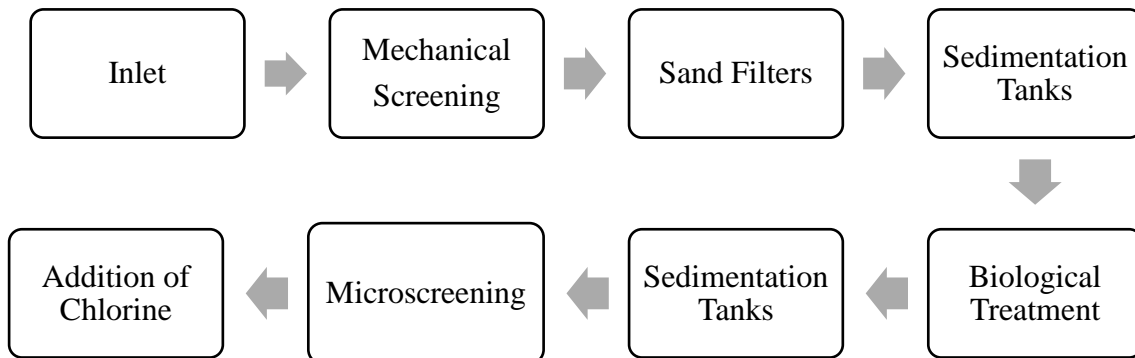 Inlet
Mechanical
Screening
Sand Filters
Sedimentation
Tanks
Biological
Treatment
Sedimentation
Tanks
Microscreening
Addition of
Chlorine